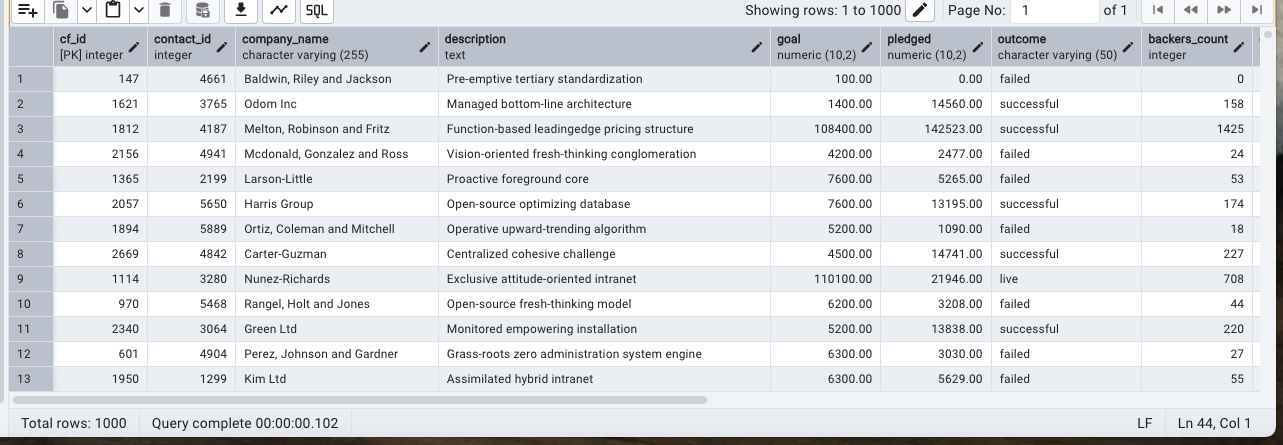 SQL Showing rows: 1 to 1000 Page No: 1 of 1
cf_id contact_id company_name description goal pledged outcome backers_count
[PK] integer integer character varying (255) text numeric (10,2) numeric (10,2) character varying (50) integer
1 147 4661 Baldwin, Riley and Jackson Pre-emptive tertiary standardization 100.00 0.00 failed 0
2 1621 3765 Odom Inc Managed bottom-line architecture 1400.00 14560.00 successful 158
3 1812 4187 Melton, Robinson and Fritz Function-based leadingedge pricing structure 108400.00 142523.00 successful 1425
4 2156 4941 Mcdonald, Gonzalez and Ross Vision-oriented fresh-thinking conglomeration 4200.00 2477.00 failed 24
5 1365 2199 Larson-Little Proactive foreground core 7600.00 5265.00 failed 53
6 2057 5650 Harris Group Open-source optimizing database 7600.00 13195.00 successful 174
7 1894 5889 Ortiz, Coleman and Mitchell Operative upward-trending algorithm 5200.00 1090.00 failed 18
8 2669 4842 Carter-Guzman Centralized cohesive challenge 4500.00 14741.00 successful 227
9 1114 3280 Nunez-Richards Exclusive attitude-oriented intranet 110100.00 21946.00 live 708
10 970 5468 Rangel, Holt and Jones Open-source fresh-thinking model 6200.00 3208.00 failed 44
11 2340 3064 Green Ltd Monitored empowering installation 5200.00 13838.00 successful 220
12 601 4904 Perez, Johnson and Gardner Grass-roots zero administration system engine 6300.00 3030.00 failed 27
13 1950 1299 Kim Ltd Assimilated hybrid intranet 6300.00 5629.00 failed 55
Total rows: 1000 Query complete 00:00:00.102 LF Ln 44, Col 1